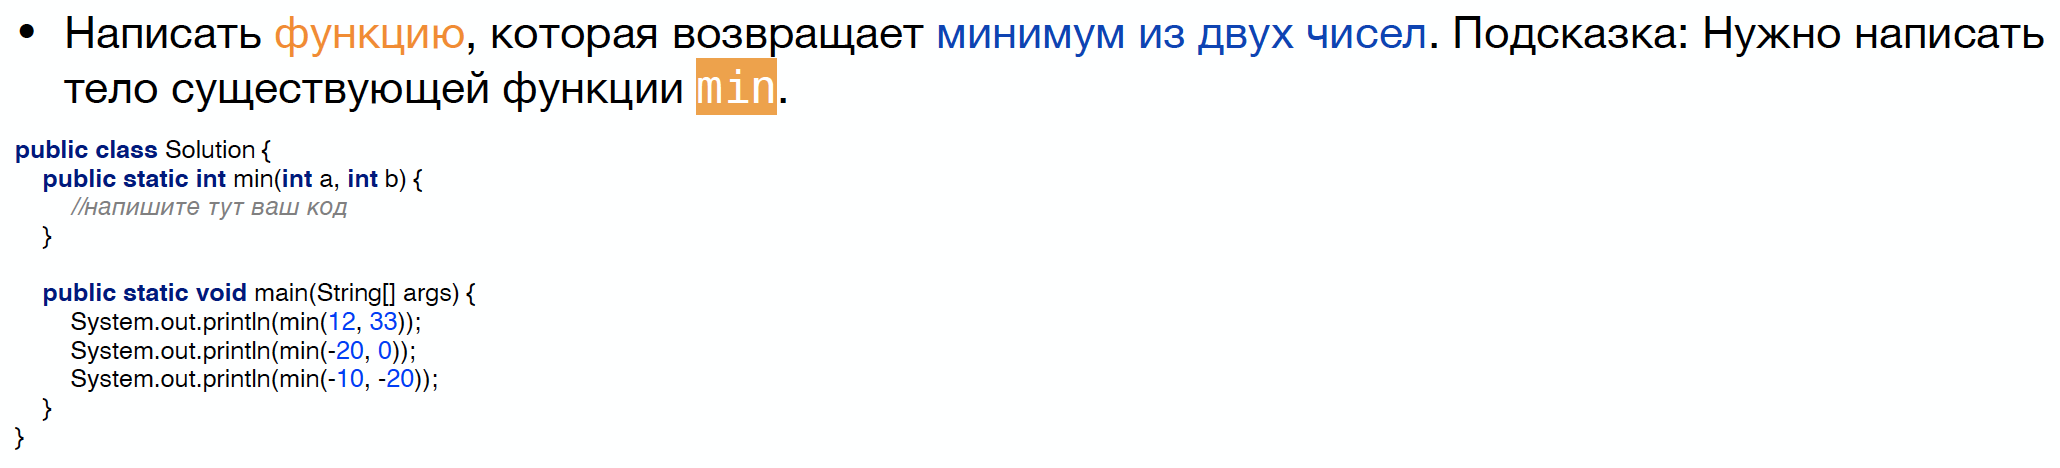 • Написать функцию, которая возвращает минимум из двух чисел. Подсказка: Нужно написать
тело существующей функции min.
public class Solution {
public static int min(int a, int b) {
//напишите тут ваш код
}
public static void main(String[] args) {
System.out.println(min(12, 33));
System.out.println(min(-20, 0));
System.out.println(min(-10, -20));
}
}